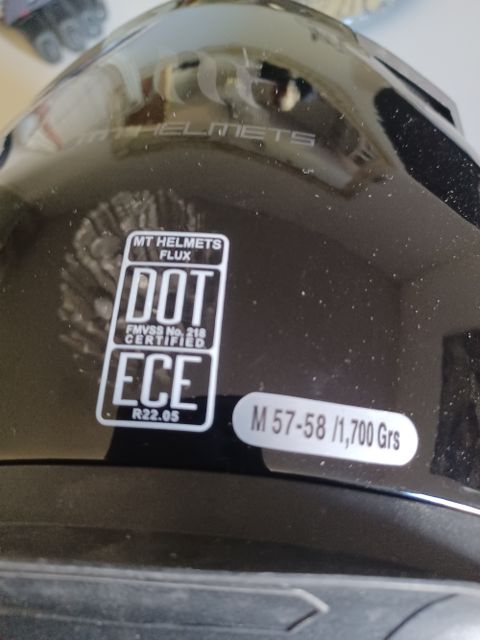 MT HELMETS
MT HELMETS
FLUX
DOT
FMVSS No. 218
CERTIFIED
ECE
R22.05
M 57-58 /1,700 Grs